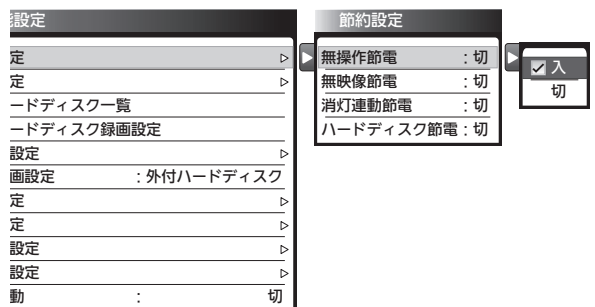 設定
定
定
ードディスク一覧
ードディスク録画設定
設定
画設定 :外付ハードディスク
定
定
設定
設定
動 : 切
節約設定
無操作節電 :切
無映像節電 :切
消灯連動節電 :切
ハードディスク節電:切
入
切